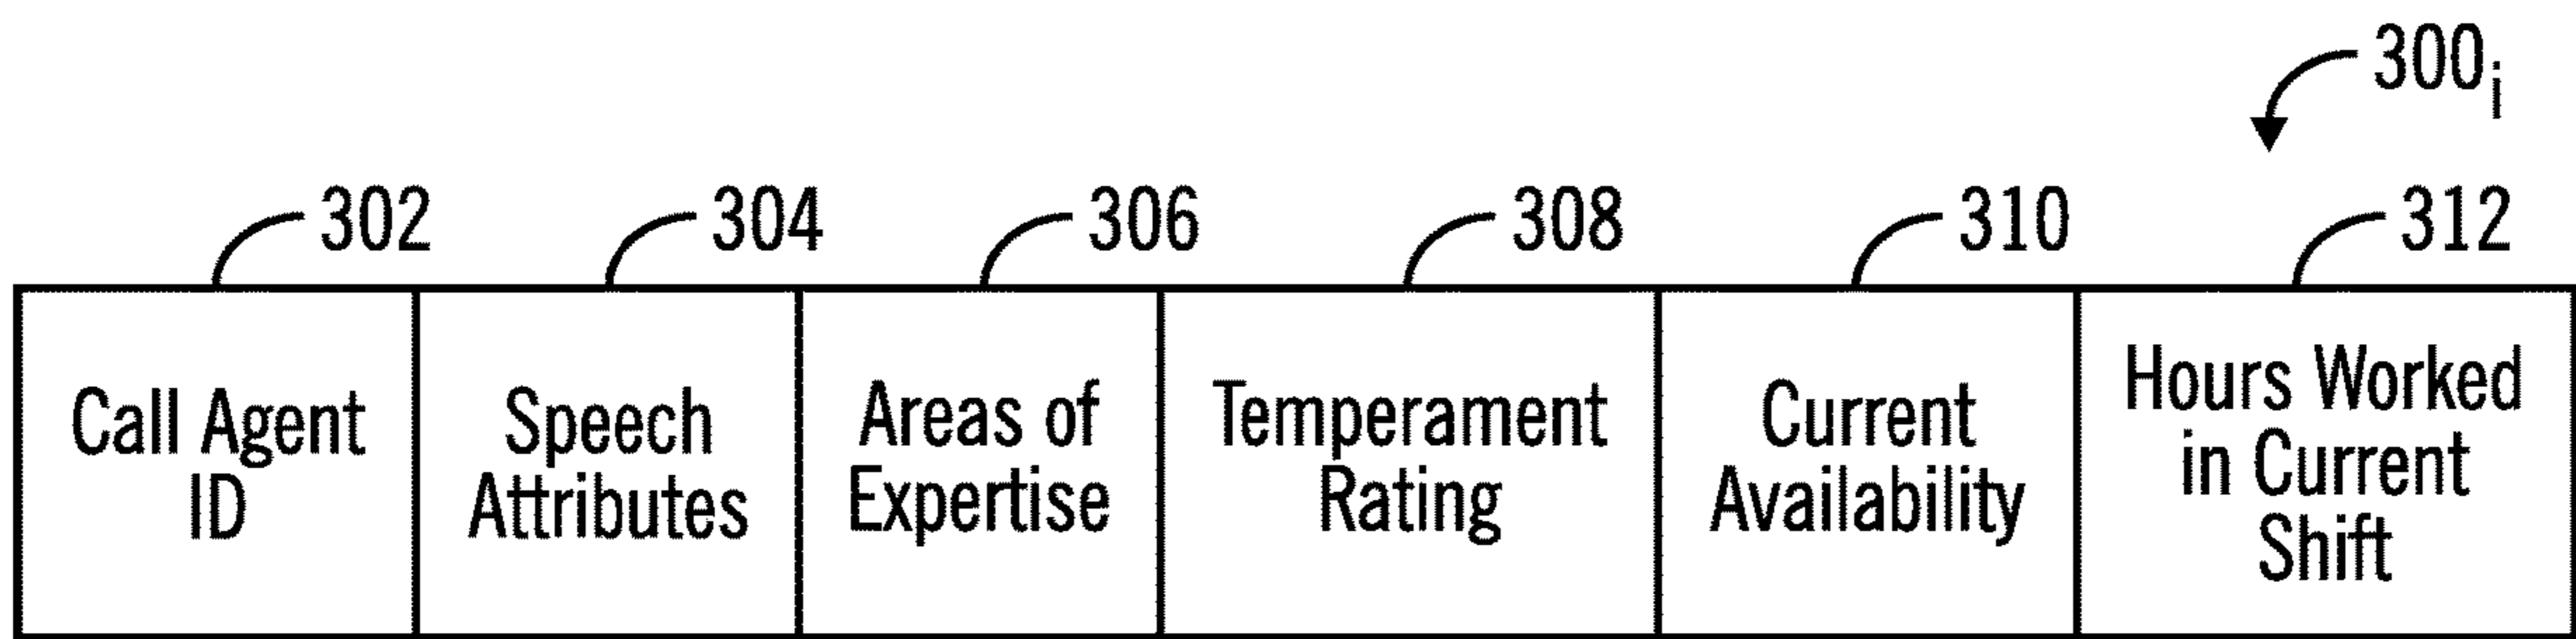 300i
302 304 306 308 310 312
Call Agent
ID
Speech
Attributes
Areas of
Expertise
Temperament
Rating
Current
Availability
Hours Worked
in Current
Shift